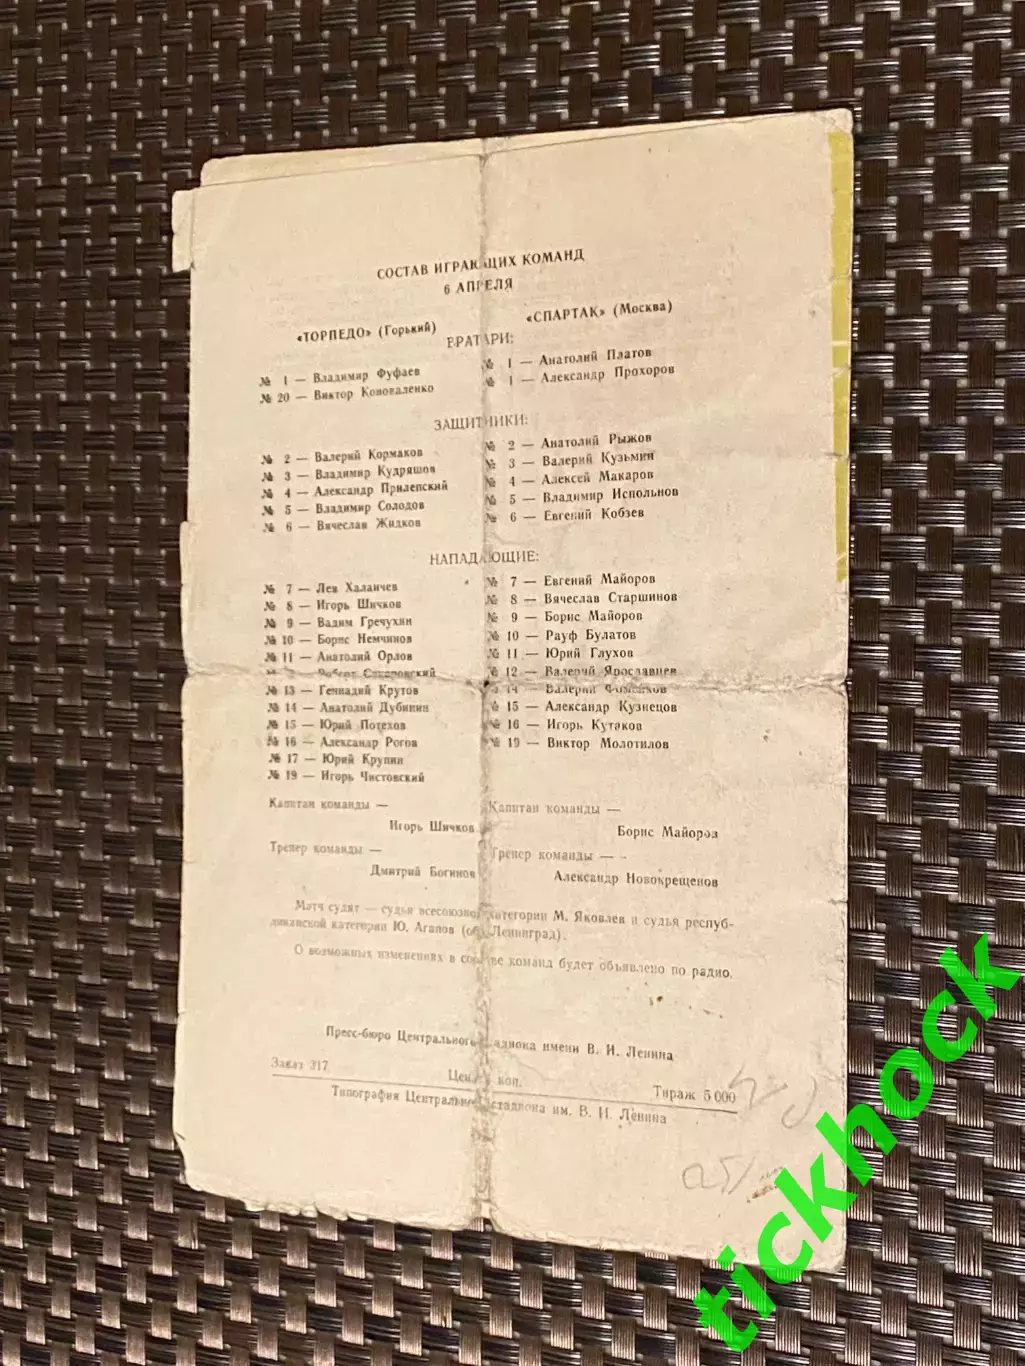 СОСТАВ ИГРАЮЩИХ КОМАНД
6 АПРЕЛЯ
«ТОРПЕДО» (Горький) «СПАРТАК» (Москва)
ВРАТАРИ:
№ 1 — Владимир Фуфаев № 1 — Анатолий Платов
№ 20 — Виктор Коноваленко № 1 — Александр Прохоров
ЗАЩИТНИКИ:
№ 2 — Валерий Кормаков № 2 — Анатолий Рыжов
№ 3 — Владимир Кудряшов № 3 — Валерий Кузьмин
№ 4 — Александр Прилепский № 4 — Алексей Макаров
№ 5 — Владимир Солодов № 5 — Владимир Испольнов
№ 6 — Вячеслав Жидков № 6 — Евгений Кобзев
НАПАДАЮЩИЕ:
№ 7 — Лев Халаичев № 7 — Евгений Майоров
№ 8 — Игорь Шичков № 8 — Вячеслав Старшинов
№ 9 — Вадим Гречухин № 9 — Борис Майоров
№ 10 — Борис Немчинов № 10 — Рауф Булатов
№ 11 — Анатолий Орлов № 11 — Юрий Глухов
Роберт Сахаровский № 12 — Валерий Ярославцев
№ 13 — Геннадий Крутов 14 — Валерий Фоменков
№ 14 — Анатолий Дубинин № 15 — Александр Кузнецов
№ 15 — Юрий Потехов № 16 — Игорь Кутаков
№ 16 — Александр Рогов № 19 — Виктор Молотилов
№ 17 — Юрий Крупин
№ 19 — Игорь Чистовский
Капитан команды — Капитан команды —
Игорь Шичков Борис Майоров
Тренер команды — Тренер команды —
Дмитрий Богинов Александр Новокрещенов
Матч судят — судья всесоюзной категории М. Яковлев и судья респуб-
ликанской категории Ю. Агапов (оба Ленинград).
О возможных изменениях в составе команд будет объявлено по радио.
Пресс-бюро Центрального стадиона имени В. И. Ленина
Заказ 317 Цена коп. Тираж 5 000
Типография Центрального стадиона им. В. И. Ленина
tickhock